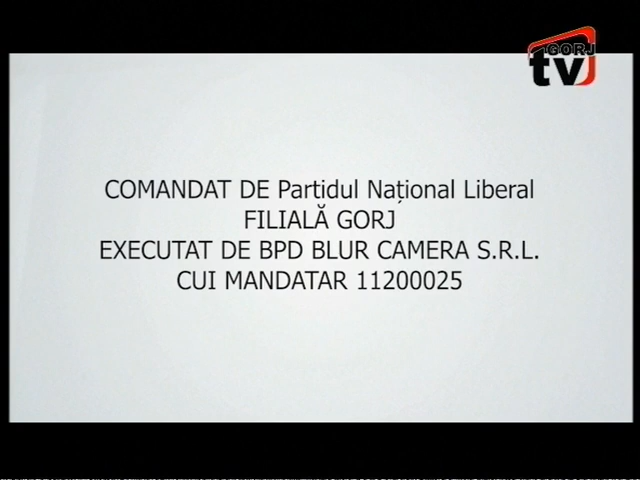 GORJ
tv
COMANDAT DE Partidul Național Liberal
FILIALĂ GORJ
EXECUTAT DE BPD BLUR CAMERA S.R.L.
CUI MANDATAR 11200025